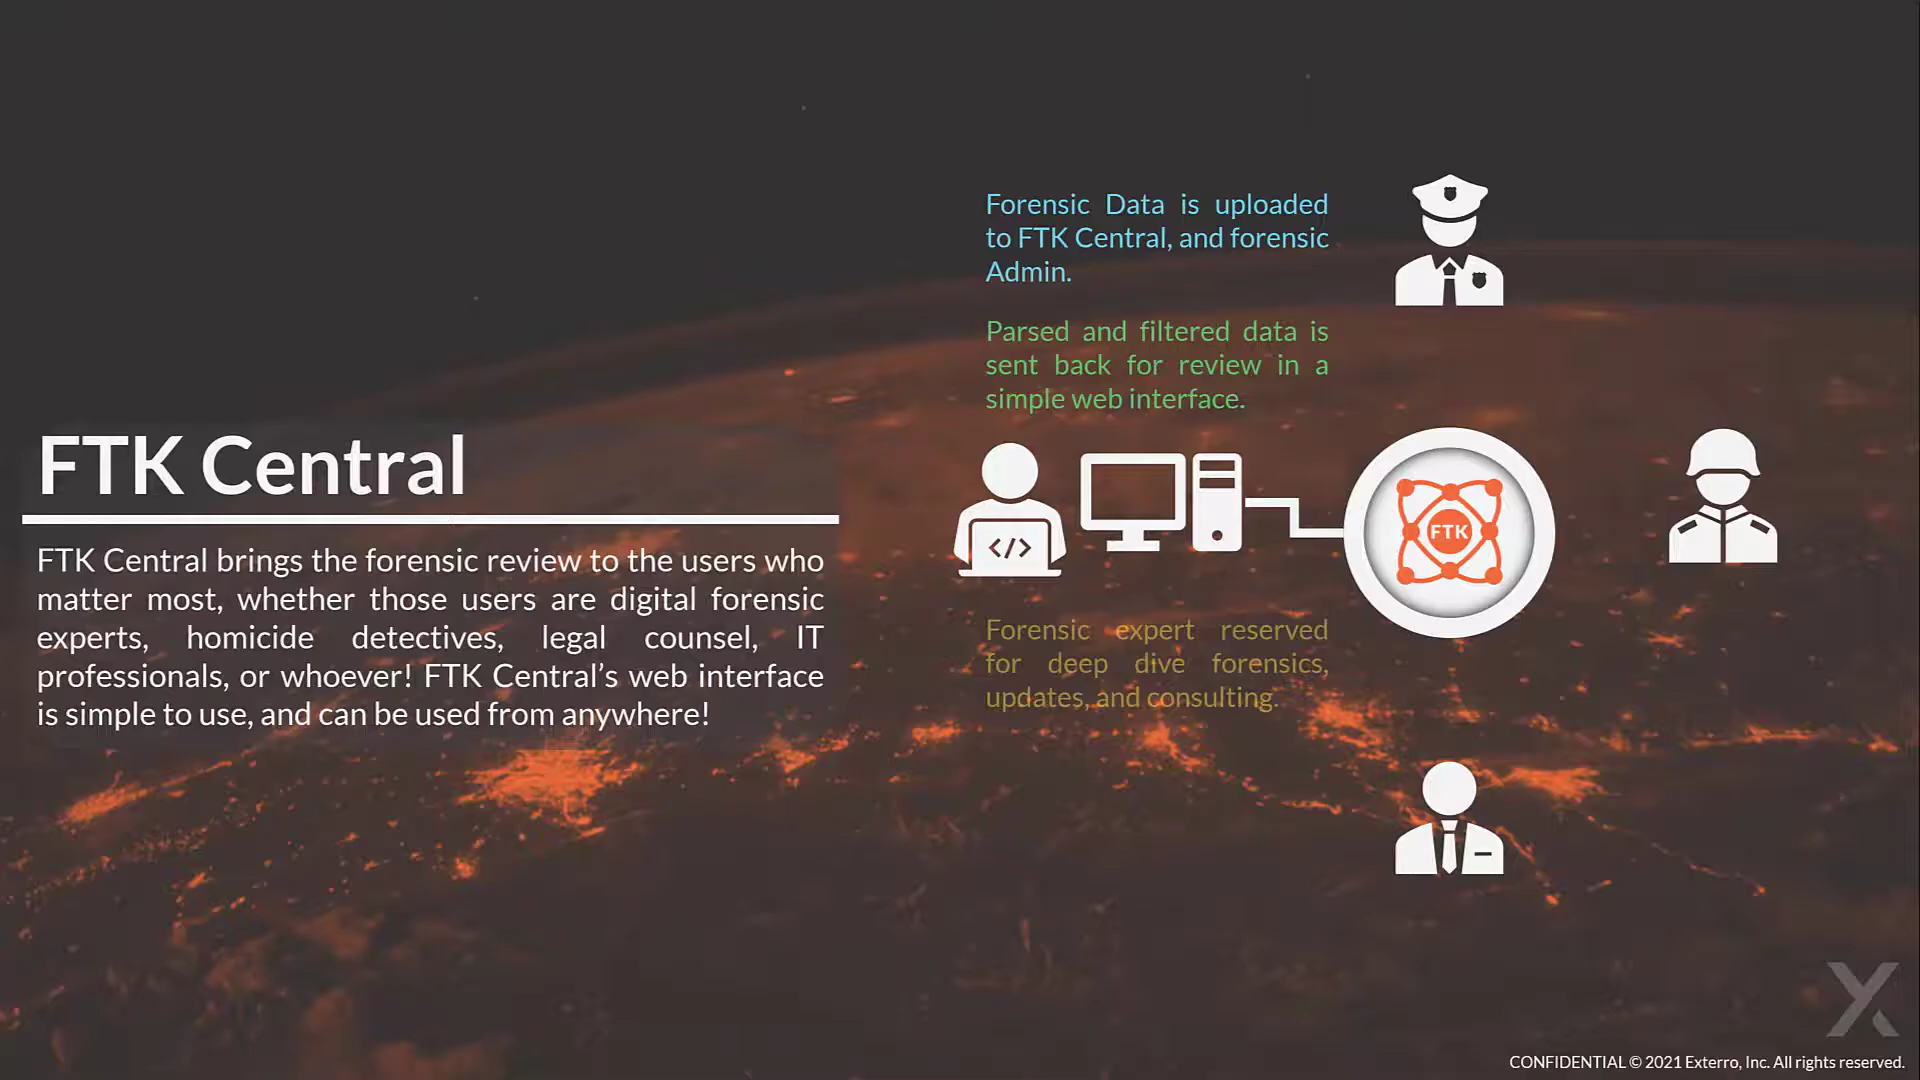 FTK Central
FTK Central brings the forensic review to the users who
matter most, whether those users are digital forensic
experts, homicide detectives, legal counsel, IT
professionals, or whoever! FTK Central’s web interface
is simple to use, and can be used from anywhere!
Forensic Data is uploaded
to FTK Central, and forensic
Admin.
Parsed and filtered data is
sent back for review in a
simple web interface.
</>
FTK
Forensic expert reserved
for deep dive forensics,
updates, and consulting.
CONFIDENTIAL © 2021 Exterro, Inc. All rights reserved.